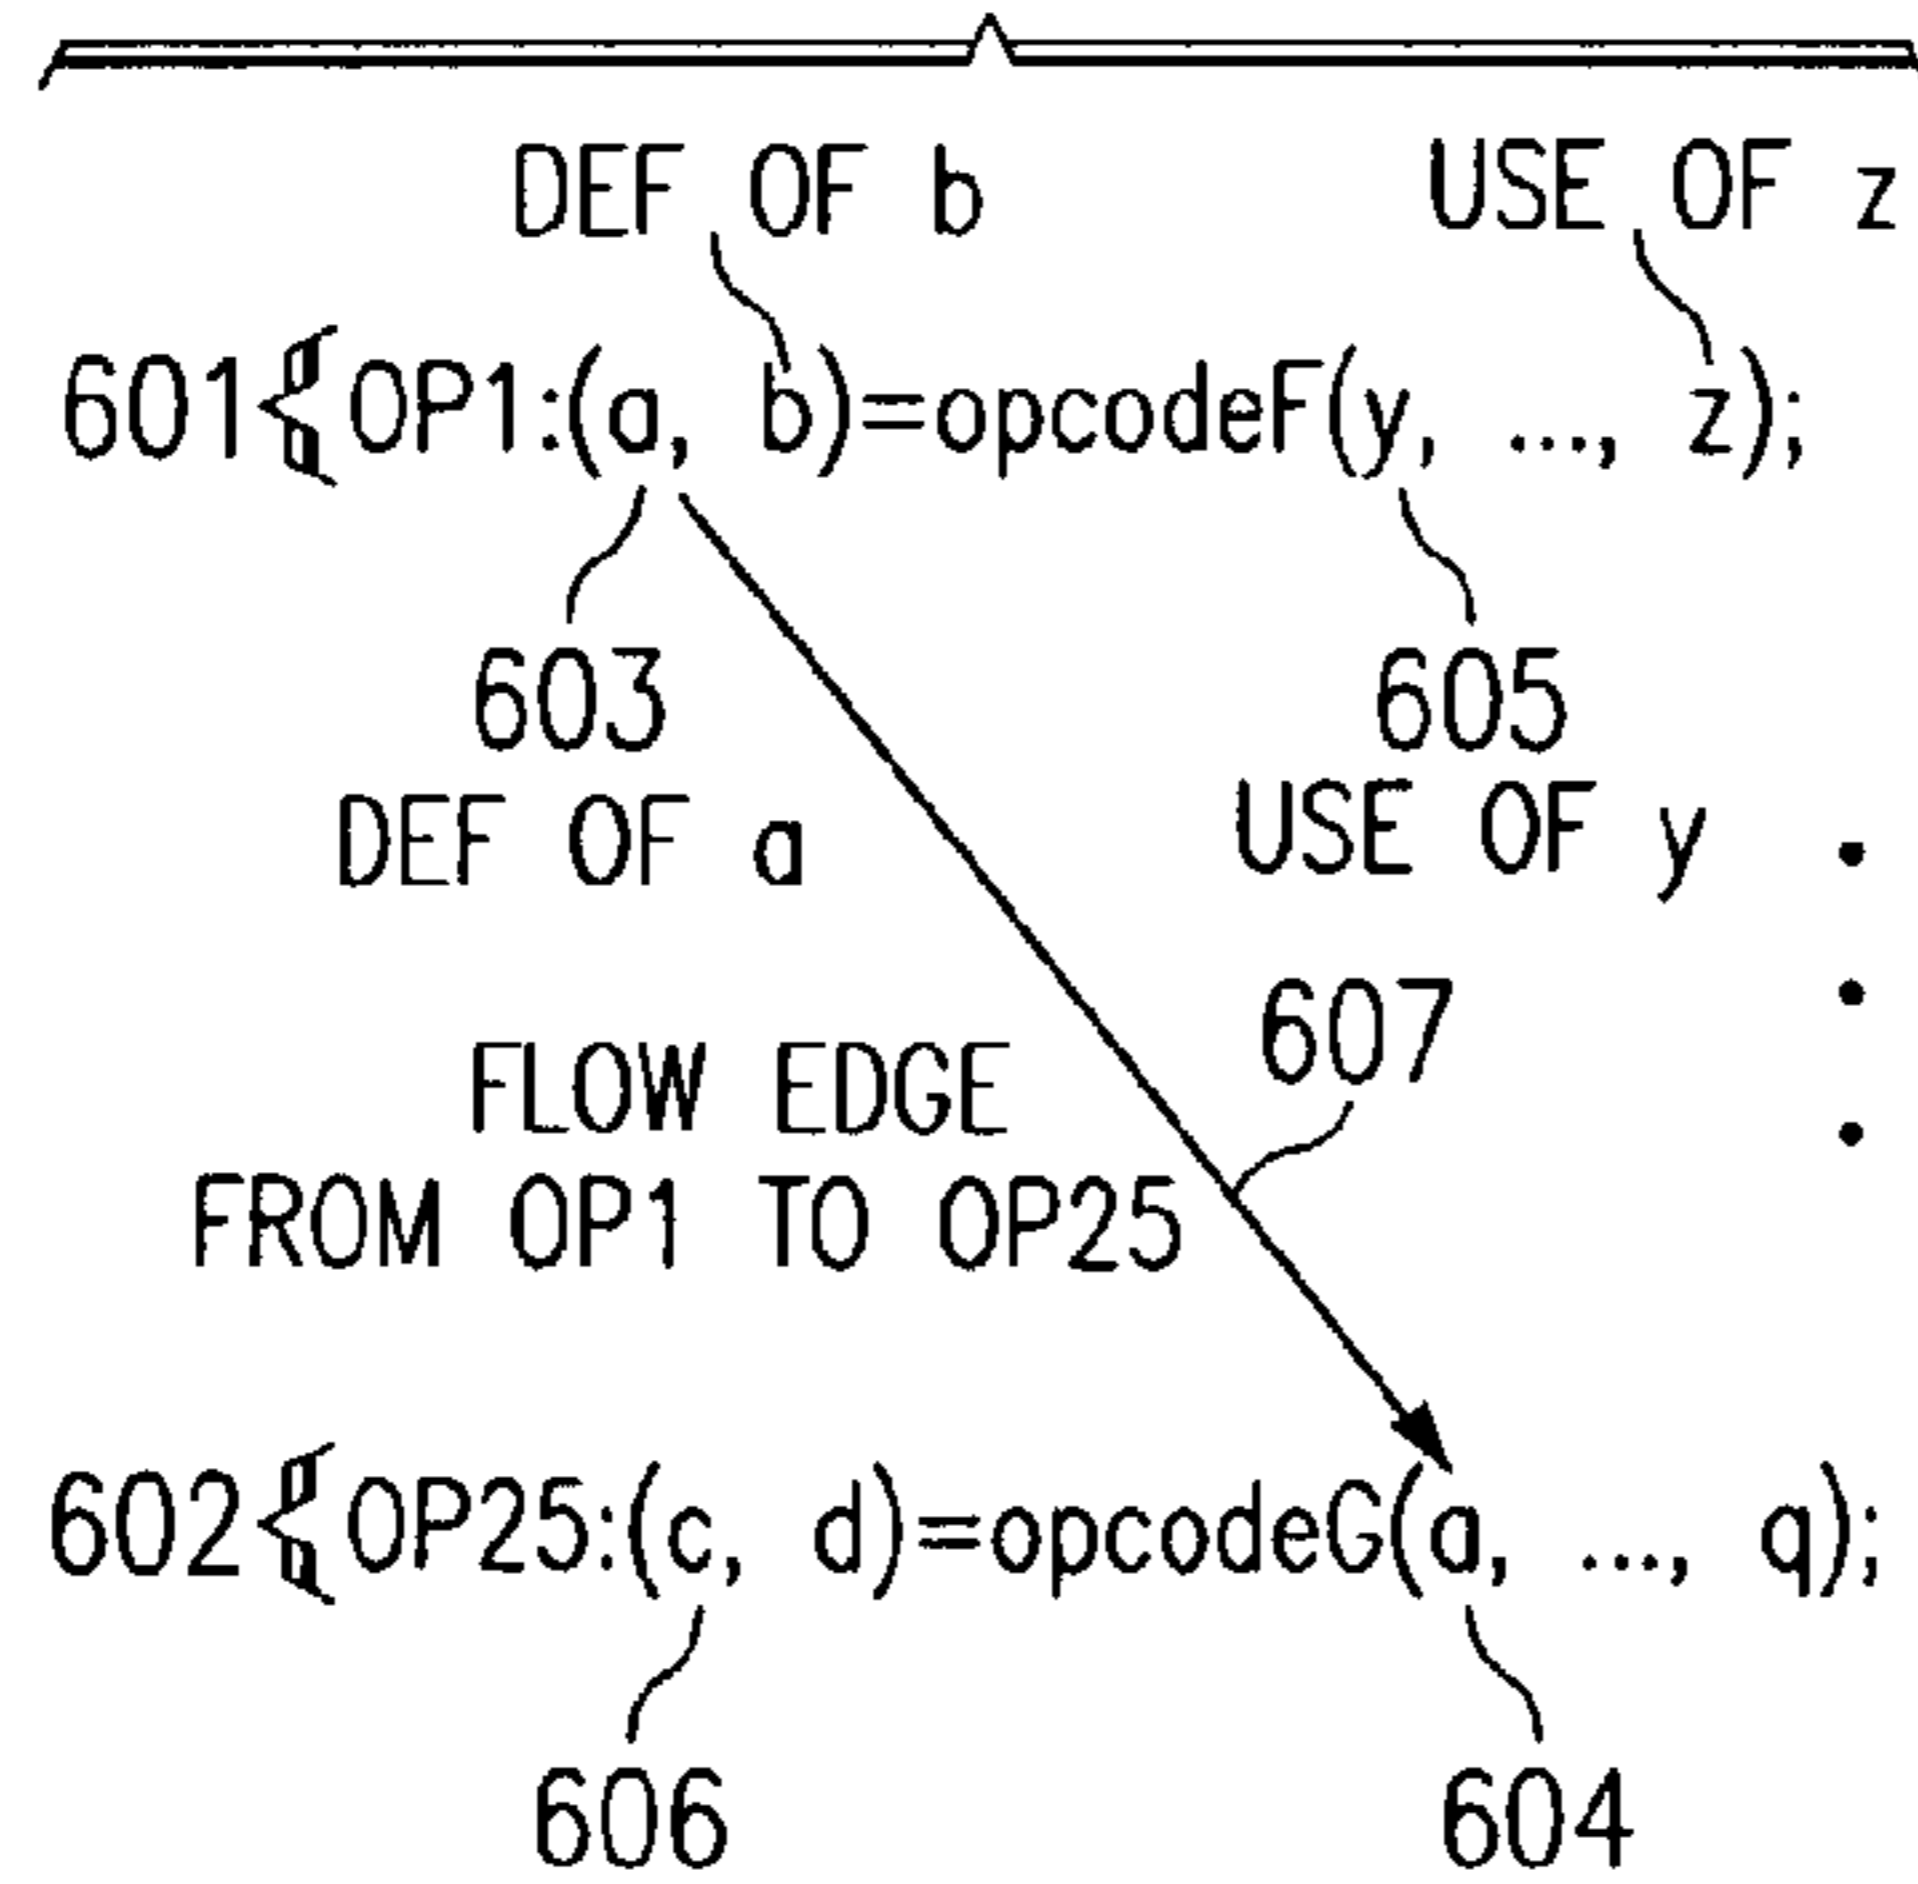 DEF OF b USE OF z
601 OP1:(a, b)=opcodeF(y, ..., z);
603 605
DEF OF a USE OF y
607
FLOW EDGE
FROM OP1 TO OP25
602 OP25:(c, d)=opcodeG(a, ..., q);
606 604